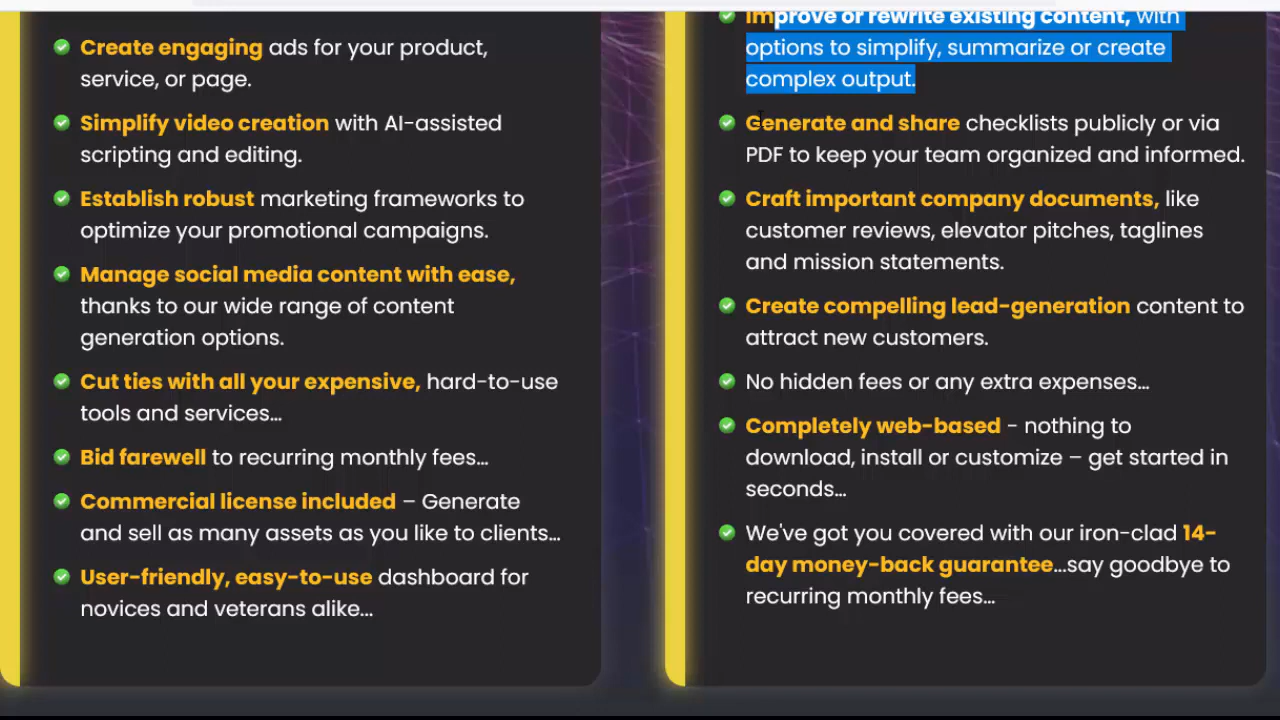 Create engaging ads for your product,
service, or page.
Simplify video creation with AI-assisted
scripting and editing.
Establish robust marketing frameworks to
optimize your promotional campaigns.
Manage social media content with ease,
thanks to our wide range of content
generation options.
Cut ties with all your expensive, hard-to-use
tools and services...
Bid farewell to recurring monthly fees...
Commercial license included – Generate
and sell as many assets as you like to clients...
User-friendly, easy-to-use dashboard for
novices and veterans alike...
Improve or rewrite existing content, with
options to simplify, summarize or create
complex output.
Generate and share checklists publicly or via
PDF to keep your team organized and informed.
Craft important company documents, like
customer reviews, elevator pitches, taglines
and mission statements.
Create compelling lead-generation content to
attract new customers.
No hidden fees or any extra expenses...
Completely web-based - nothing to
download, install or customize – get started in
seconds...
We've got you covered with our iron-clad 14-
day money-back guarantee...say goodbye to
recurring monthly fees...